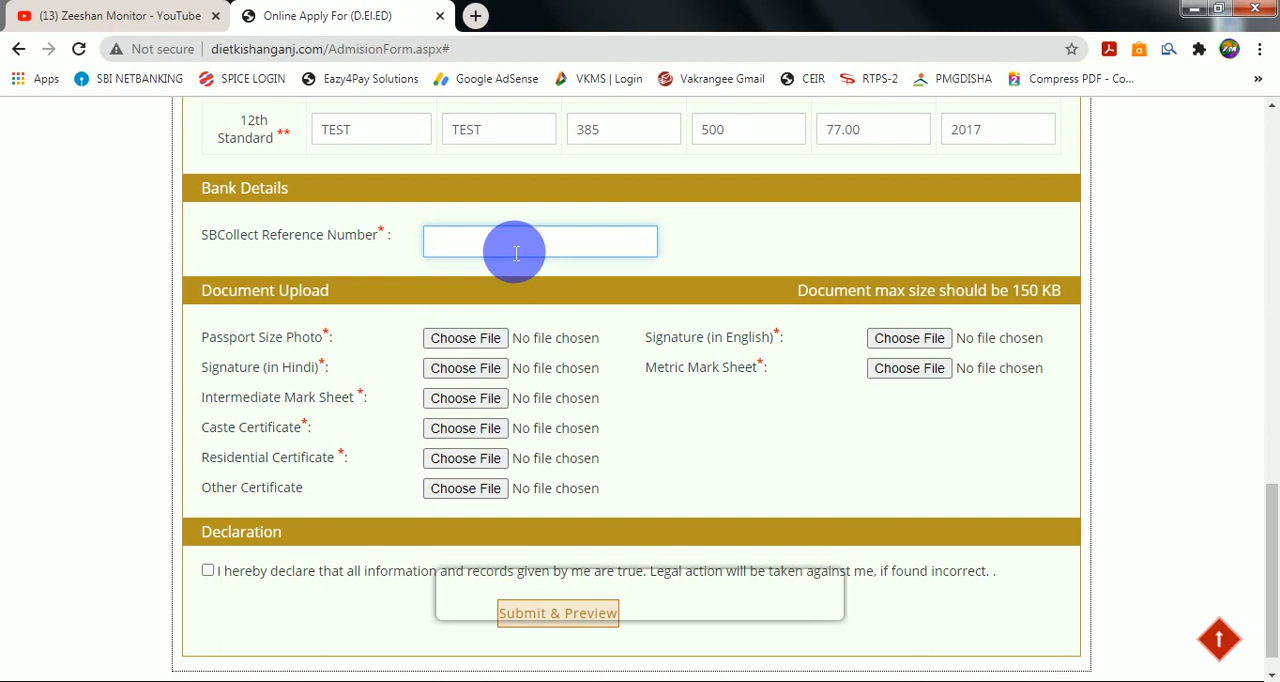 (13) Zeeshan Monitor - YouTube
Online Apply For (D.El.ED)
Not secure
dietkishanganj.com/AdmisionForm.aspx#
Apps
SBI NETBANKING
SPICE LOGIN
Eazy4Pay Solutions
Google AdSense
VKMS | Login
Vakrangee Gmail
CEIR
RTPS-2
PMGDISHA
Compress PDF - Co...
»
12th Standard ** TEST TEST 385 500 77.00 2017
Bank Details
SBCollect Reference Number* :
Document Upload Document max size should be 150 KB
Passport Size Photo*: Choose File No file chosen Signature (in English)*: Choose File No file chosen
Signature (in Hindi)*: Choose File No file chosen Metric Mark Sheet*: Choose File No file chosen
Intermediate Mark Sheet *: Choose File No file chosen
Caste Certificate*: Choose File No file chosen
Residential Certificate *: Choose File No file chosen
Other Certificate Choose File No file chosen
Declaration
I hereby declare that all information and records given by me are true. Legal action will be taken against me, if found incorrect. .
Submit & Preview